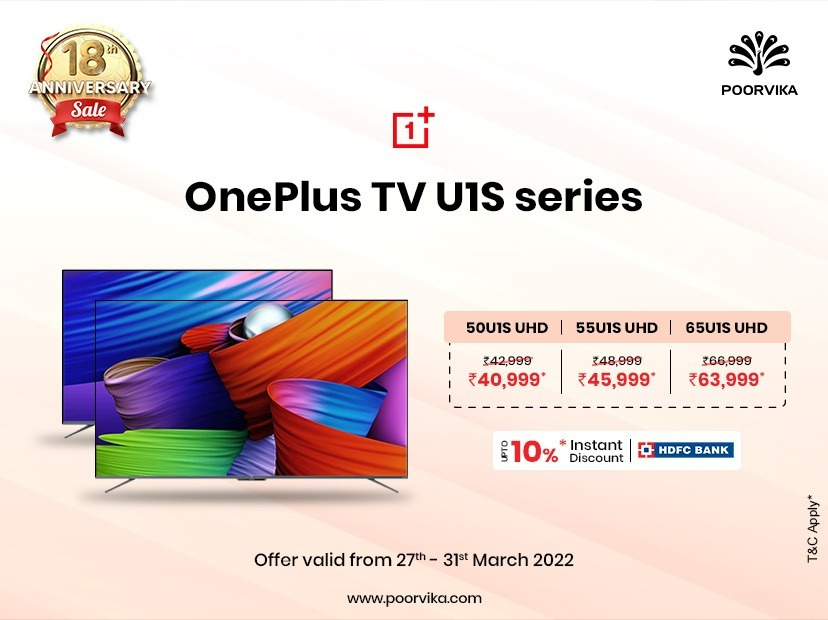 18th
ANNIVERSARY
Sale
POORVIKA
1+
OnePlus TV U1S series
50U1S UHD | 55U1S UHD | 65U1S UHD
₹42,999 ₹48,999 ₹66,999
₹40,999* ₹45,999* ₹63,999*
UPTO 10%* Instant Discount | HDFC BANK
T&C Apply*
Offer valid from 27th - 31st March 2022
www.poorvika.com